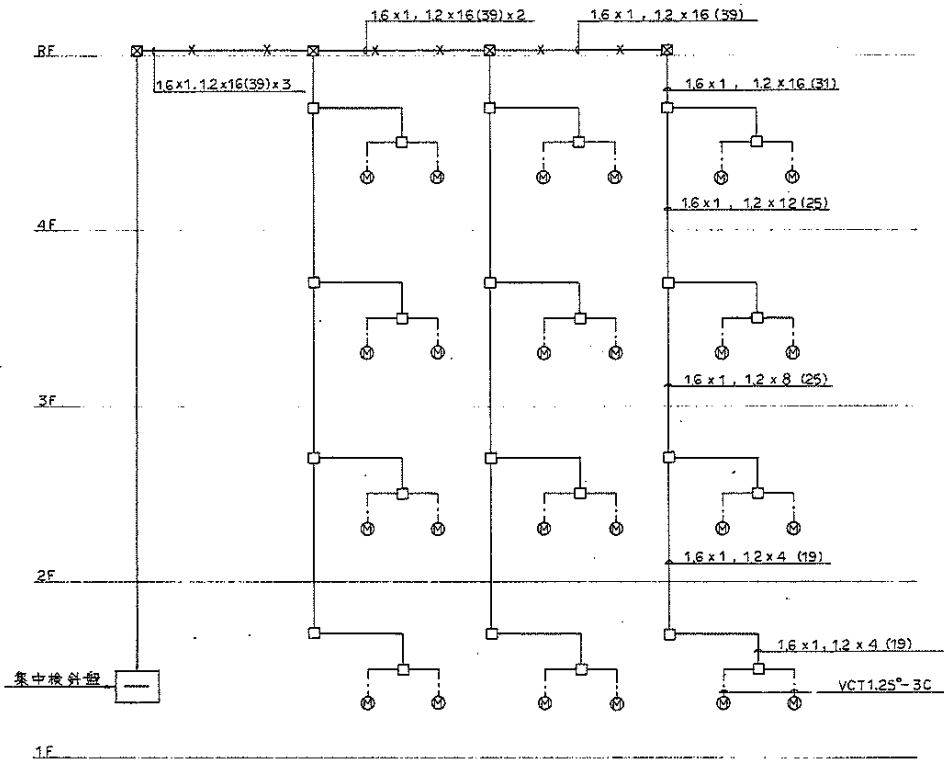 1.6×1, 1.2×16(39)×2
1.6×1, 1.2×16 (39)
RF
1.6×1, 1.2×16(39)×3
1.6×1, 1.2×16 (31)
M M M M M M
1.6×1, 1.2×12 (25)
4F
M M M M M M
1.6×1, 1.2×8 (25)
3F
M M M M M M
1.6×1, 1.2×4 (19)
2F
1.6×1, 1.2×4 (19)
集中検針盤
VCT1.25°-3C
M M M M M M
1F